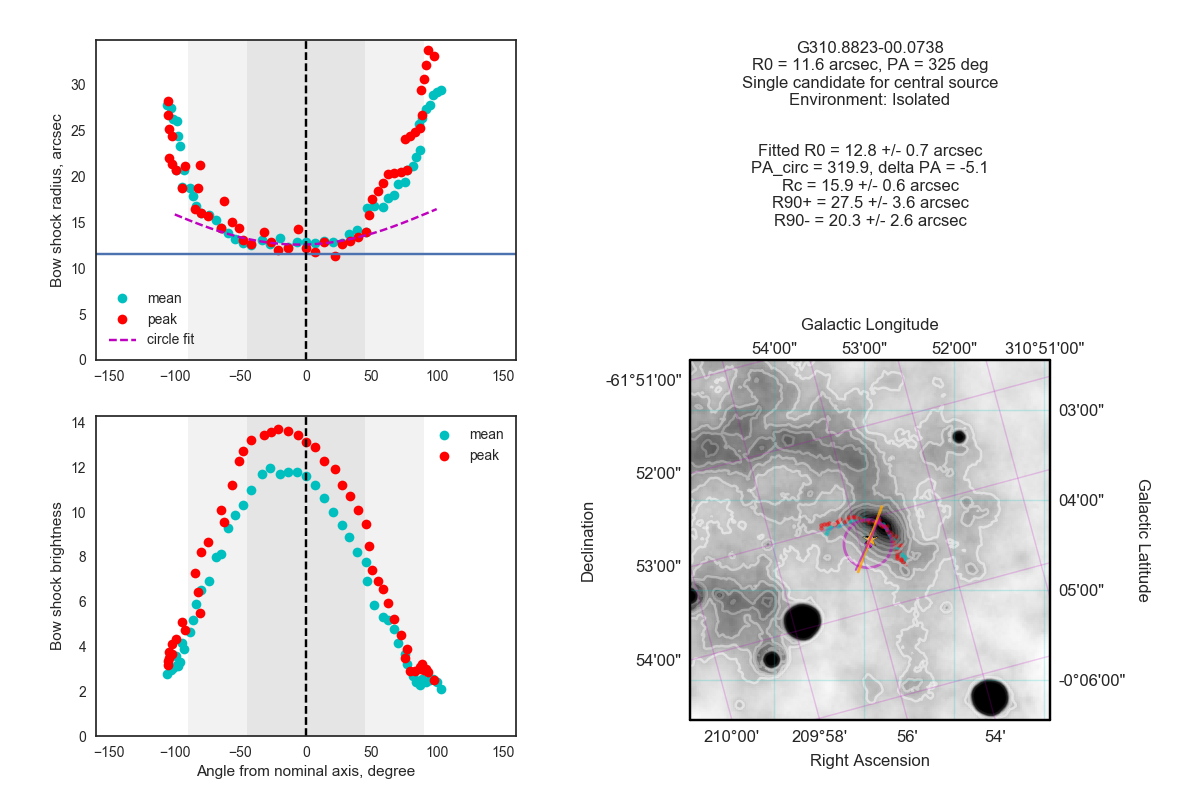 G310.8823-00.0738
R0 = 11.6 arcsec, PA = 325 deg
Single candidate for central source
Environment: Isolated
Fitted R0 = 12.8 +/- 0.7 arcsec
PA_circ = 319.9, delta PA = -5.1
Rc = 15.9 +/- 0.6 arcsec
R90+ = 27.5 +/- 3.6 arcsec
R90- = 20.3 +/- 2.6 arcsec
Bow shock radius, arcsec
30
25
20
15
10
5
0
mean
peak
circle fit
−150 −100 −50 0 50 100 150
Bow shock brightness
14
12
10
8
6
4
2
0
mean
peak
−150 −100 −50 0 50 100 150
Angle from nominal axis, degree
Galactic Longitude
54'00" 53'00" 52'00" 310°51'00"
-61°51'00"
52'00"
53'00"
54'00"
Declination
03'00"
04'00"
05'00"
-0°06'00"
Galactic Latitude
210°00' 209°58' 56' 54'
Right Ascension